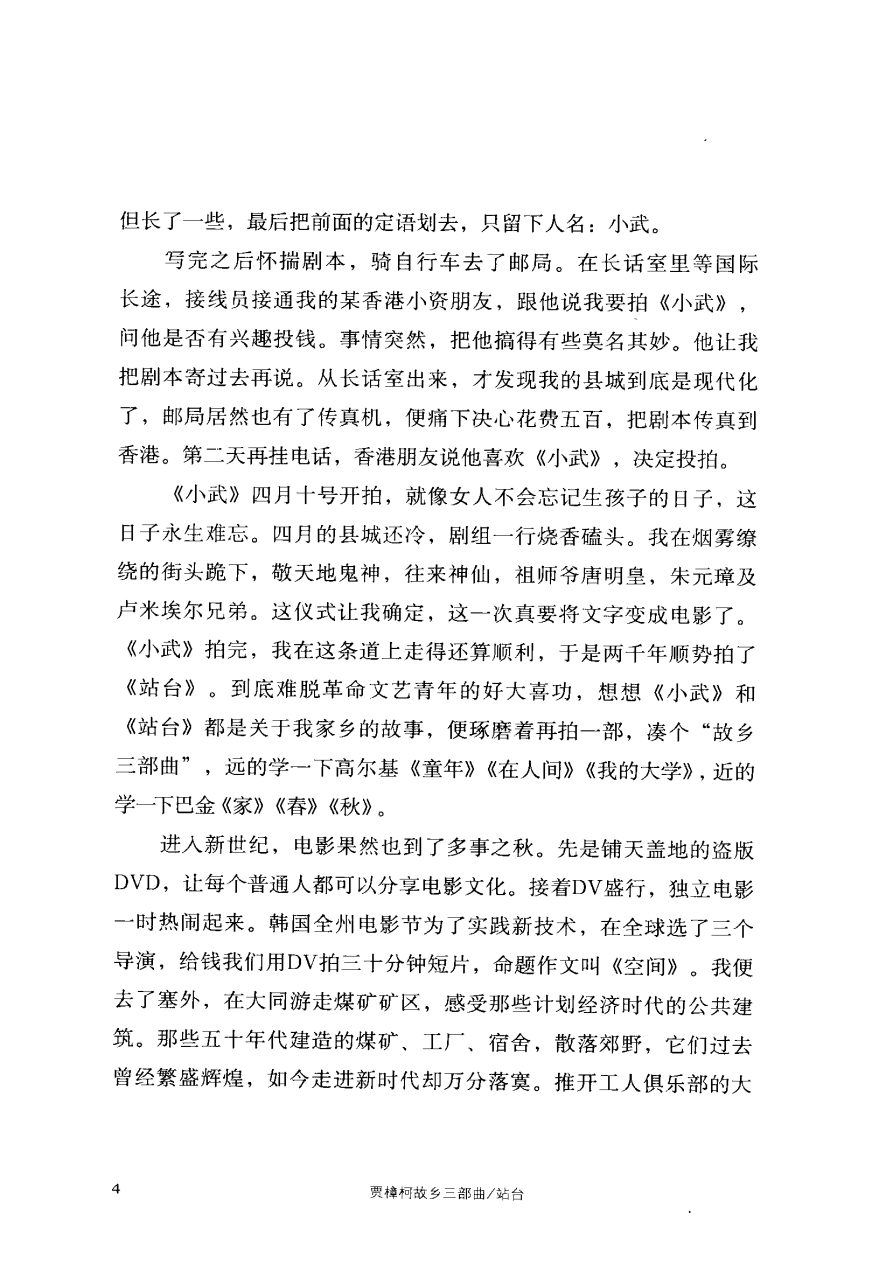 但长了一些，最后把前面的定语划去，只留下人名：小武。
写完之后怀揣剧本，骑自行车去了邮局。在长话室里等国际
长途，接线员接通我的某香港小资朋友，跟他说我要拍《小武》，
问他是否有兴趣投钱。事情突然，把他搞得有些莫名其妙。他让我
把剧本寄过去再说。从长话室出来，才发现我的县城到底是现代化
了，邮局居然也有了传真机，便痛下决心花费五百，把剧本传真到
香港。第二天再挂电话，香港朋友说他喜欢《小武》，决定投拍。
《小武》四月十号开拍，就像女人不会忘记生孩子的日子，这
日子永生难忘。四月的县城还冷，剧组一行烧香磕头。我在烟雾缭
绕的街头跪下，敬天地鬼神，往来神仙，祖师爷唐明皇，朱元璋及
卢米埃尔兄弟。这仪式让我确定，这一次真要将文字变成电影了。
《小武》拍完，我在这条道上走得还算顺利，于是两千年顺势拍了
《站台》。到底难脱革命文艺青年的好大喜功，想想《小武》和
《站台》都是关于我家乡的故事，便琢磨着再拍一部，凑个“故乡
三部曲”，远的学一下高尔基《童年》《在人间》《我的大学》，近的
学一下巴金《家》《春》《秋》。
进入新世纪，电影果然也到了多事之秋。先是铺天盖地的盗版
DVD，让每个普通人都可以分享电影文化。接着DV盛行，独立电影
一时热闹起来。韩国全州电影节为了实践新技术，在全球选了三个
导演，给钱我们用DV拍三十分钟短片，命题作文叫《空间》。我便
去了塞外，在大同游走煤矿矿区，感受那些计划经济时代的公共建
筑。那些五十年代建造的煤矿、工厂、宿舍，散落郊野，它们过去
曾经繁盛辉煌，如今走进新时代却万分落寞。推开工人俱乐部的大
4
贾樟柯故乡三部曲/站台